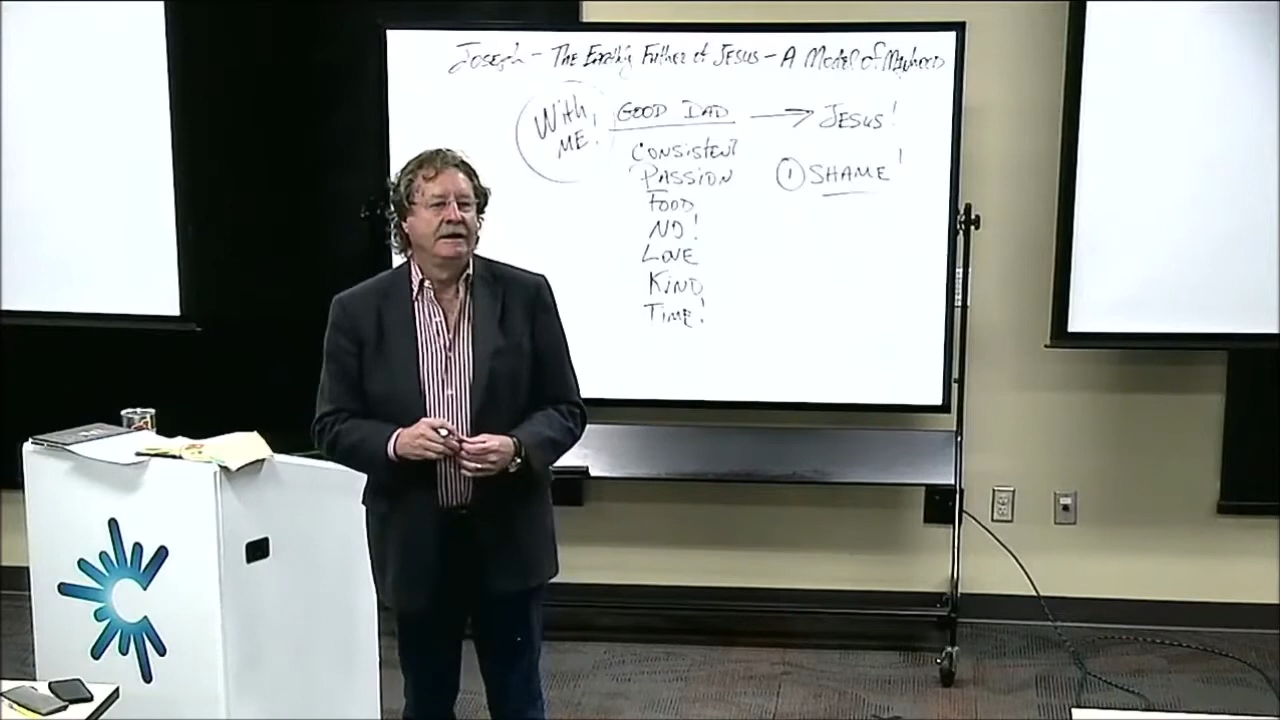 Joseph - The Earthly Father of Jesus - A Model of Manhood
With ME!
GOOD DAD → JESUS!
CONSISTENT
PASSION
① SHAME!
FOOD
NO!
LOVE
KIND
TIME!